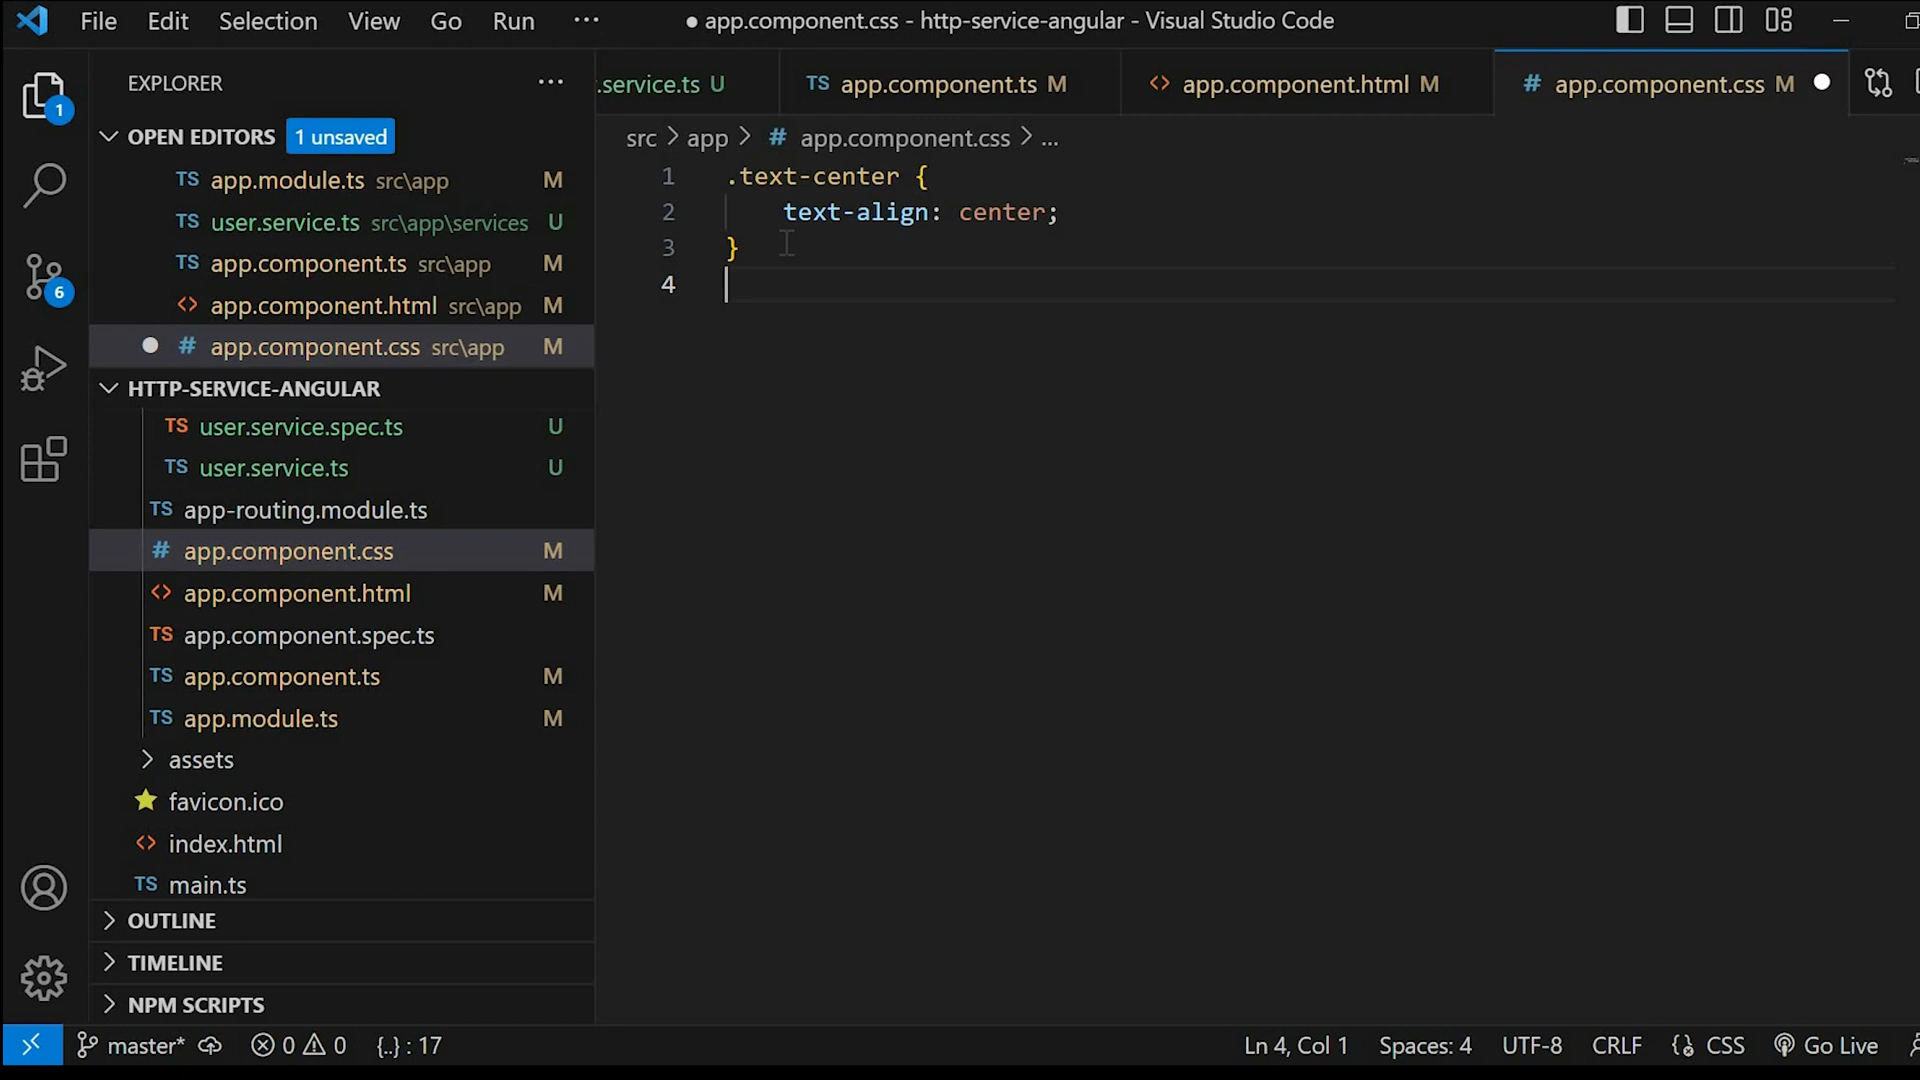 File Edit Selection View Go Run ··· ● app.component.css - http-service-angular - Visual Studio Code
EXPLORER ···
.service.ts U
TS app.component.ts M
<> app.component.html M
# app.component.css M
OPEN EDITORS 1 unsaved
TS app.module.ts src\app M
TS user.service.ts src\app\services U
TS app.component.ts src\app M
<> app.component.html src\app M
# app.component.css src\app M
HTTP-SERVICE-ANGULAR
TS user.service.spec.ts U
TS user.service.ts U
TS app-routing.module.ts
# app.component.css M
<> app.component.html M
TS app.component.spec.ts
TS app.component.ts M
TS app.module.ts M
assets
favicon.ico
<> index.html
TS main.ts
OUTLINE
TIMELINE
NPM SCRIPTS
1
6
src > app > # app.component.css > ...
1 .text-center {
2 text-align: center;
3 }
4
master* 0 0 {..} : 17 Ln 4, Col 1 Spaces: 4 UTF-8 CRLF CSS Go Live